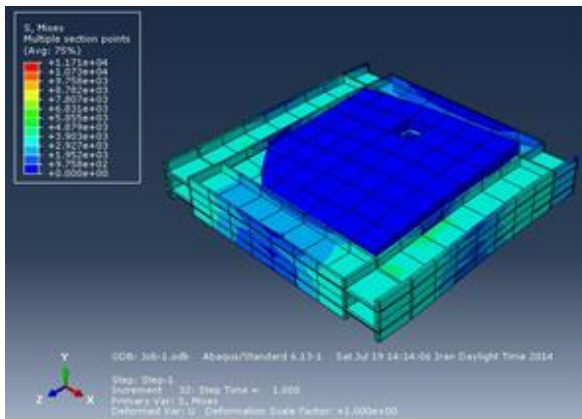 S, Mises
Multiple section points
(Avg: 75%)
+1.171e+04
+1.073e+04
+9.758e+03
+8.782e+03
+7.807e+03
+6.831e+03
+5.855e+03
+4.879e+03
+3.903e+03
+2.927e+03
+1.952e+03
+9.758e+02
+0.000e+00
Y
Z
X
ODB: Job-1.odb Abaqus/Standard 6.13-1 Sat Jul 19 14:14:06 Iran Daylight Time 2014
Step: Step-1
Increment 32: Step Time = 1.000
Primary Var: S, Mises
Deformed Var: U Deformation Scale Factor: +1.000e+00